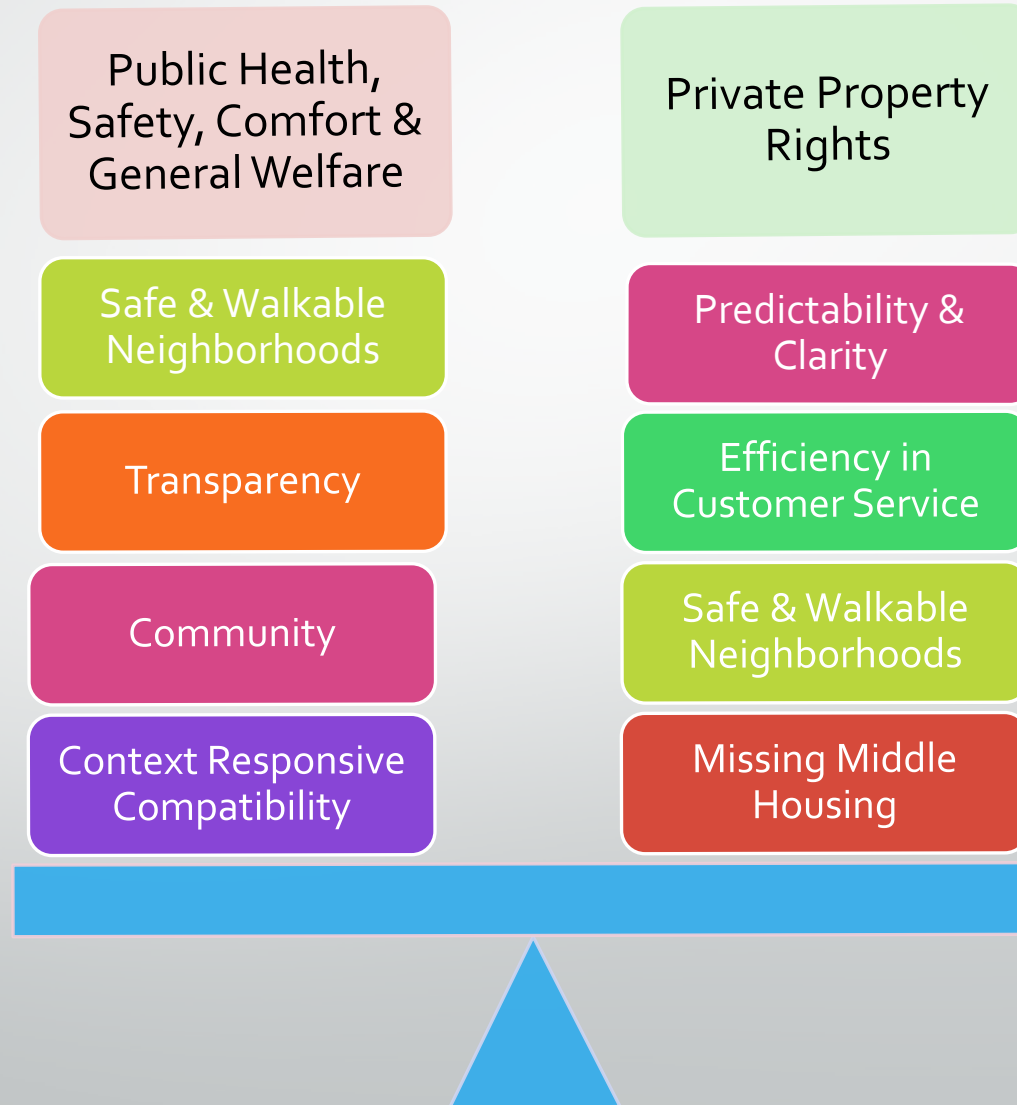 Public Health,
Safety, Comfort &
General Welfare
Safe & Walkable
Neighborhoods
Transparency
Community
Context Responsive
Compatibility
Private Property
Rights
Predictability &
Clarity
Efficiency in
Customer Service
Safe & Walkable
Neighborhoods
Missing Middle
Housing